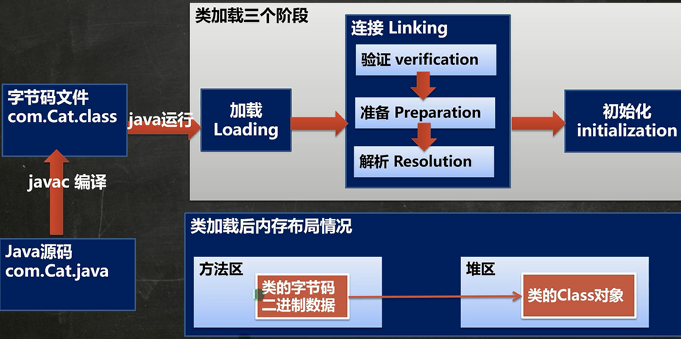 类加载三个阶段
连接 Linking
验证 verification
字节码文件
com.Cat.class
java运行
加载
Loading
准备 Preparation
初始化
initialization
解析 Resolution
javac 编译
类加载后内存布局情况
Java源码
com.Cat.java
方法区
类的字节码
二进制数据
堆区
类的Class对象